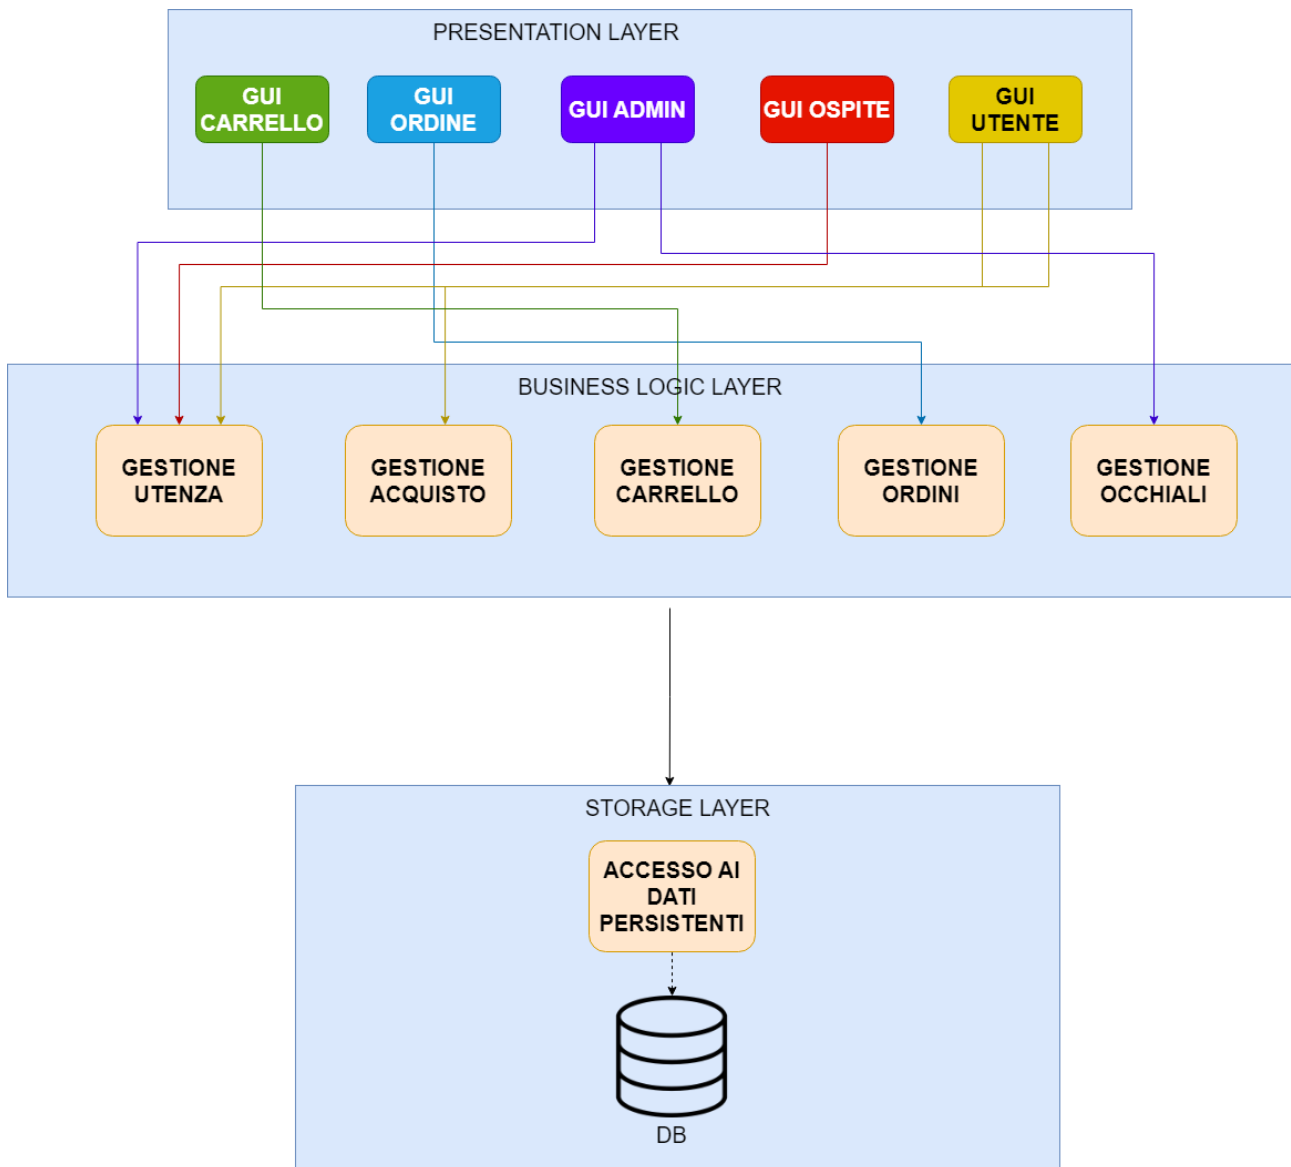 PRESENTATION LAYER
GUI
CARRELLO
GUI
ORDINE
GUI ADMIN
GUI OSPITE
GUI
UTENTE
BUSINESS LOGIC LAYER
GESTIONE
UTENZA
GESTIONE
ACQUISTO
GESTIONE
CARRELLO
GESTIONE
ORDINI
GESTIONE
OCCHIALI
STORAGE LAYER
ACCESSO AI
DATI
PERSISTENTI
DB